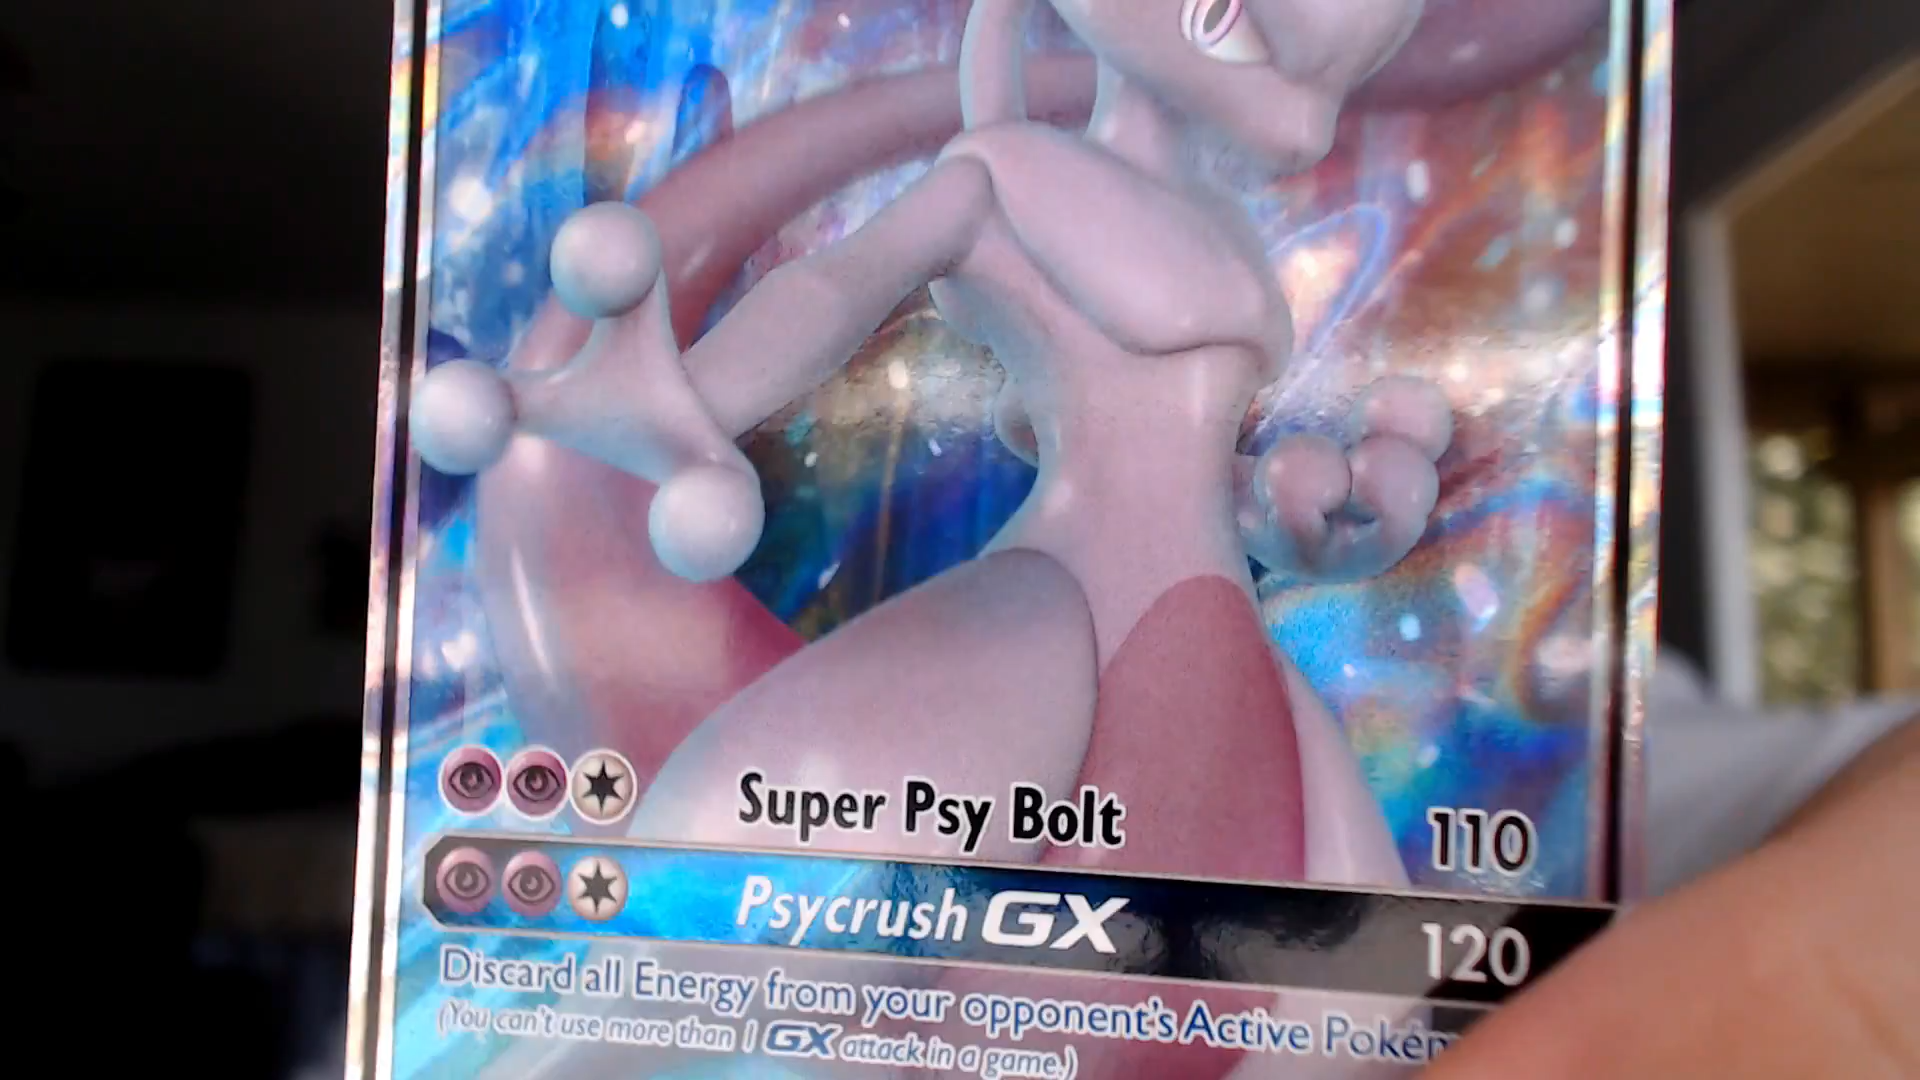 Super Psy Bolt 110
Psycrush GX 120
Discard all Energy from your opponent's Active Pokém
(You can't use more than 1 GX attack in a game.)